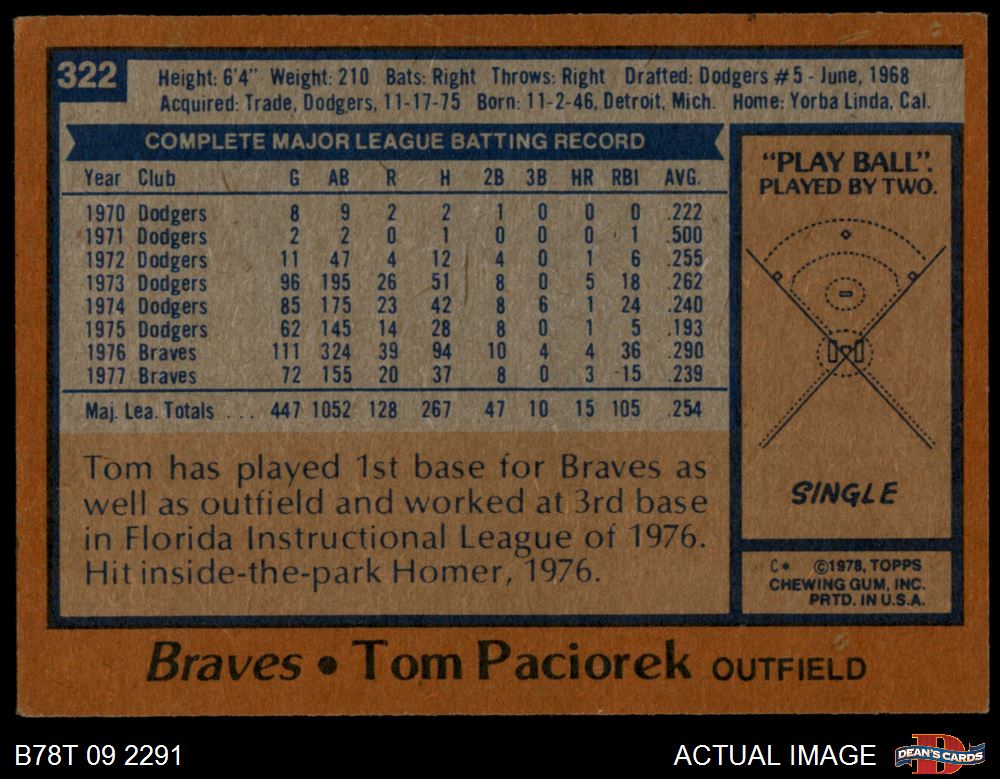 322
Height: 6'4" Weight: 210 Bats: Right Throws: Right Drafted: Dodgers #5 - June, 1968
Acquired: Trade, Dodgers, 11-17-75 Born: 11-2-46, Detroit, Mich. Home: Yorba Linda, Cal.
COMPLETE MAJOR LEAGUE BATTING RECORD
Year Club G AB R H 2B 3B HR RBI AVG.
1970 Dodgers 8 9 2 2 1 0 0 0 .222
1971 Dodgers 2 2 0 1 0 0 0 1 .500
1972 Dodgers 11 47 4 12 4 0 1 6 .255
1973 Dodgers 96 195 26 51 8 0 5 18 .262
1974 Dodgers 85 175 23 42 8 6 1 24 .240
1975 Dodgers 62 145 14 28 8 0 1 5 .193
1976 Braves 111 324 39 94 10 4 4 36 .290
1977 Braves 72 155 20 37 8 0 3 15 .239
Maj. Lea. Totals ... 447 1052 128 267 47 10 15 105 .254
Tom has played 1st base for Braves as
well as outfield and worked at 3rd base
in Florida Instructional League of 1976.
Hit inside-the-park Homer, 1976.
"PLAY BALL".
PLAYED BY TWO.
SINGLE
C* ©1978, TOPPS
CHEWING GUM, INC.
PRTD. IN U.S.A.
Braves • Tom Paciorek OUTFIELD
B78T 09 2291
ACTUAL IMAGE
D
DEAN'S CARDS